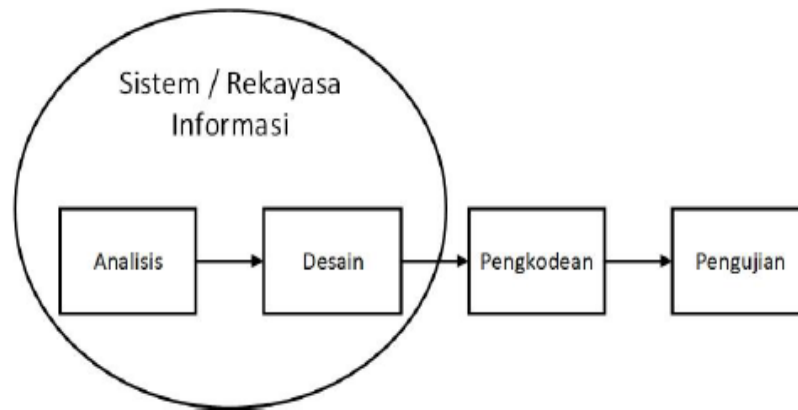 Sistem / Rekayasa
Informasi
Analisis
Desain
Pengkodean
Pengujian